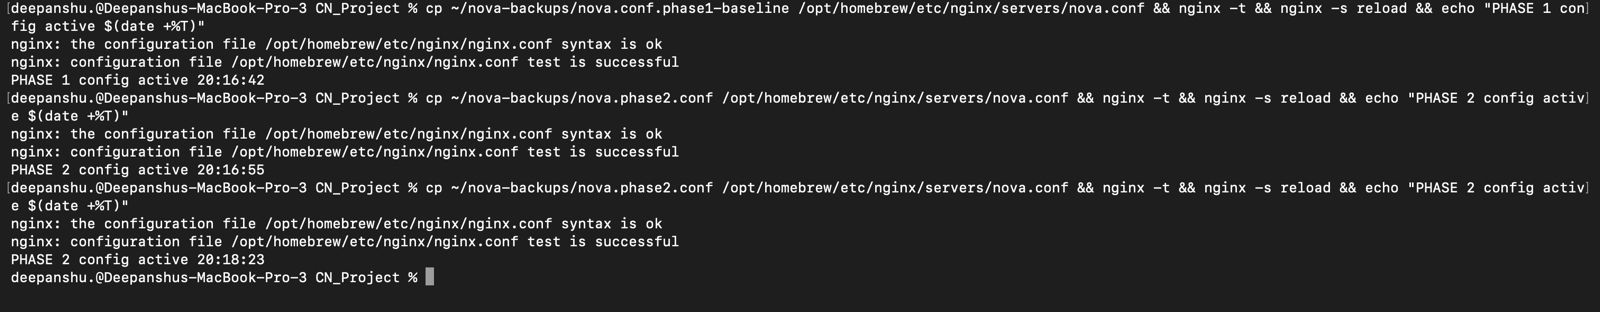 [deepanshu.@Deepanshus-MacBook-Pro-3 CN_Project % cp ~/nova-backups/nova.conf.phase1-baseline /opt/homebrew/etc/nginx/servers/nova.conf && nginx -t && nginx -s reload && echo "PHASE 1 con]
fig active $(date +%T)"
nginx: the configuration file /opt/homebrew/etc/nginx/nginx.conf syntax is ok
nginx: configuration file /opt/homebrew/etc/nginx/nginx.conf test is successful
PHASE 1 config active 20:16:42
[deepanshu.@Deepanshus-MacBook-Pro-3 CN_Project % cp ~/nova-backups/nova.phase2.conf /opt/homebrew/etc/nginx/servers/nova.conf && nginx -t && nginx -s reload && echo "PHASE 2 config activ]
e $(date +%T)"
nginx: the configuration file /opt/homebrew/etc/nginx/nginx.conf syntax is ok
nginx: configuration file /opt/homebrew/etc/nginx/nginx.conf test is successful
PHASE 2 config active 20:16:55
[deepanshu.@Deepanshus-MacBook-Pro-3 CN_Project % cp ~/nova-backups/nova.phase2.conf /opt/homebrew/etc/nginx/servers/nova.conf && nginx -t && nginx -s reload && echo "PHASE 2 config activ]
e $(date +%T)"
nginx: the configuration file /opt/homebrew/etc/nginx/nginx.conf syntax is ok
nginx: configuration file /opt/homebrew/etc/nginx/nginx.conf test is successful
PHASE 2 config active 20:18:23
deepanshu.@Deepanshus-MacBook-Pro-3 CN_Project %